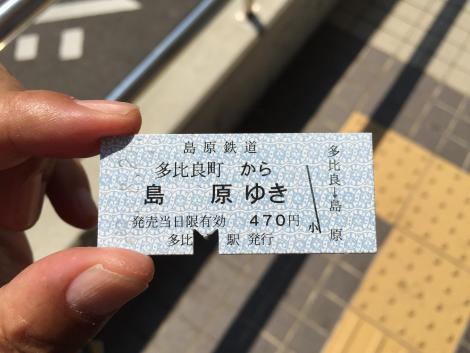 島原鉄道
多比良町 から
島 原 ゆき
発売当日限有効 470円
多比 駅 発行
小
多比良
島原